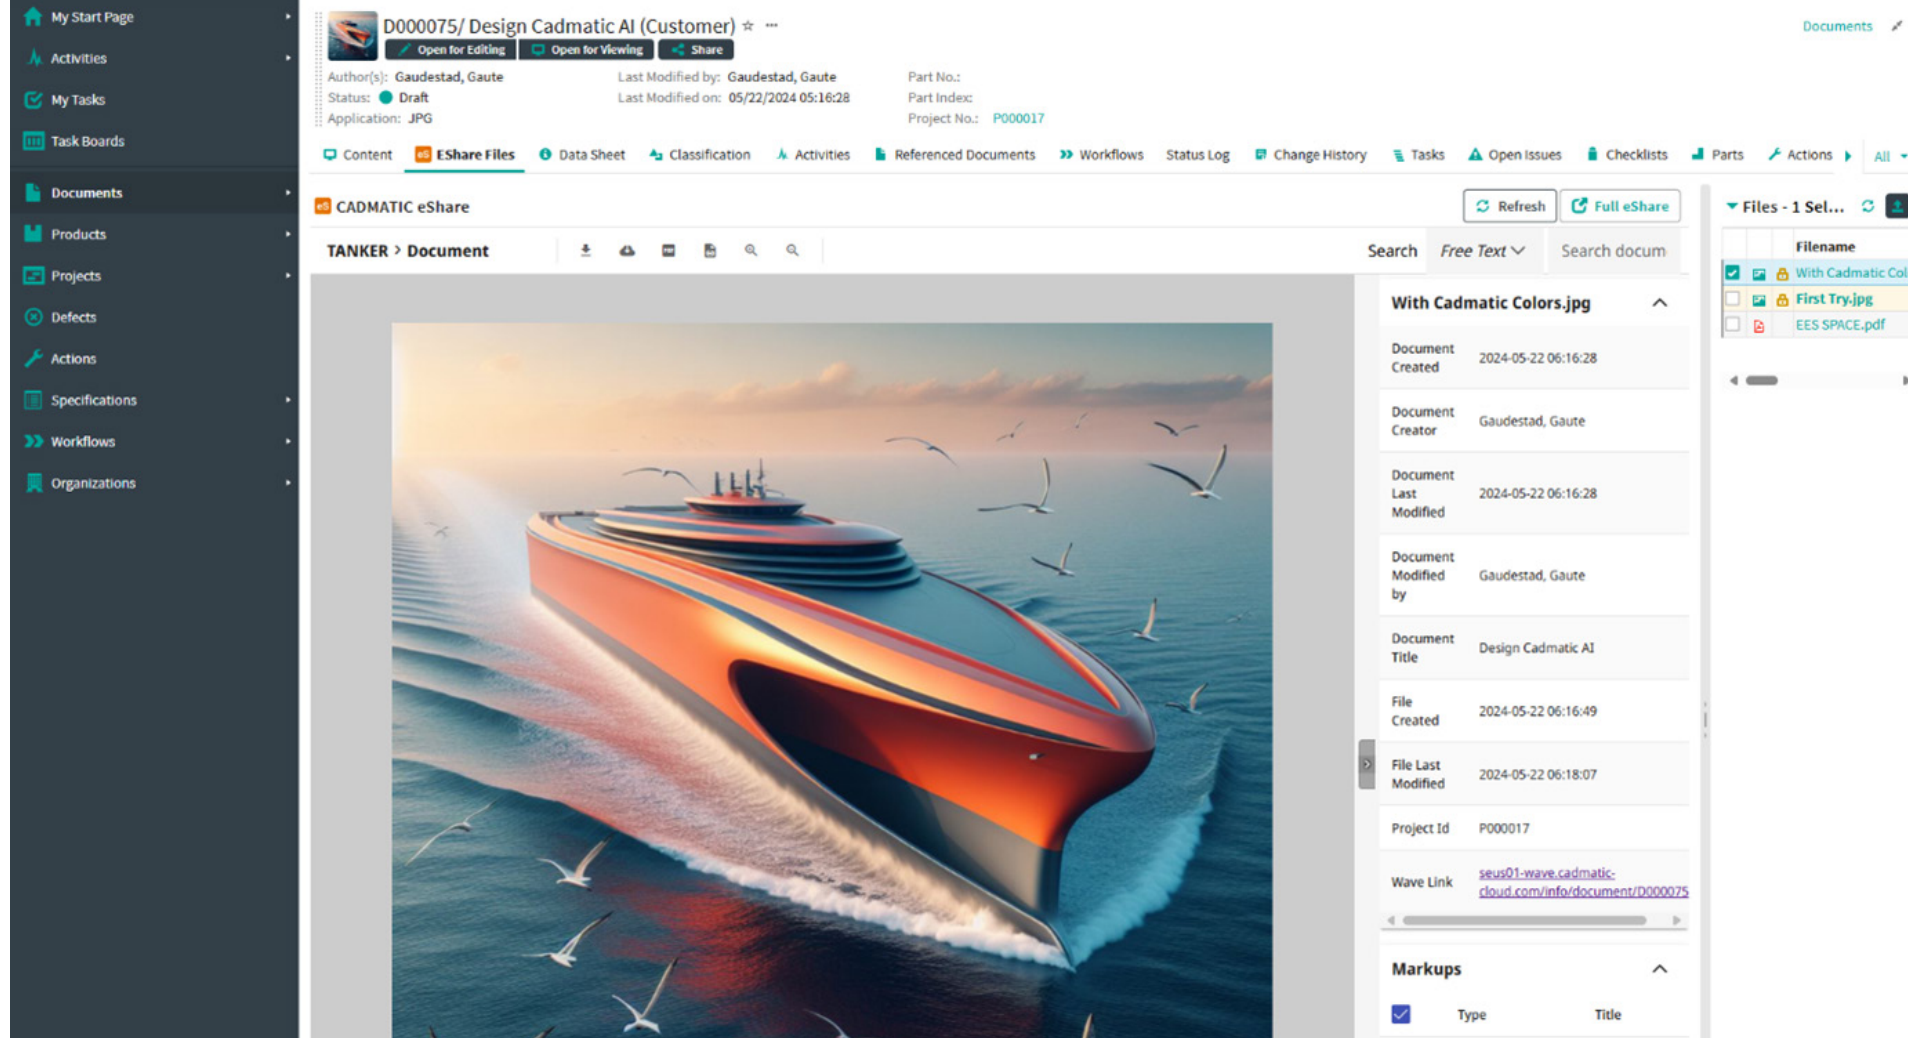 My Start Page
Activities
My Tasks
Task Boards
Documents
Products
Projects
Defects
Actions
Specifications
Workflows
Organizations
D000075/ Design Cadmatic AI (Customer)
Documents
Open for Editing Open for Viewing Share
Author(s): Gaudestad, Gaute Last Modified by: Gaudestad, Gaute Part No.:
Status: Draft Last Modified on: 05/22/2024 05:16:28 Part Index:
Application: JPG Project No.: P000017
Content eS EShare Files Data Sheet Classification Activities Referenced Documents Workflows Status Log Change History Tasks Open Issues Checklists Parts Actions All
eS CADMATIC eShare Refresh Full eShare
TANKER > Document Search Free Text Search docum
With Cadmatic Colors.jpg
Document
Created
2024-05-22 06:16:28
Document
Creator
Gaudestad, Gaute
Document
Last
Modified
2024-05-22 06:16:28
Document
Modified
by
Gaudestad, Gaute
Document
Title
Design Cadmatic AI
File
Created
2024-05-22 06:16:49
File Last
Modified
2024-05-22 06:18:07
Project Id P000017
Wave Link
seus01-wave.cadmatic-
cloud.com/info/document/D000075
Markups
Type Title
Files - 1 Sel...
Filename
With Cadmatic Col
First Try.jpg
EES SPACE.pdf